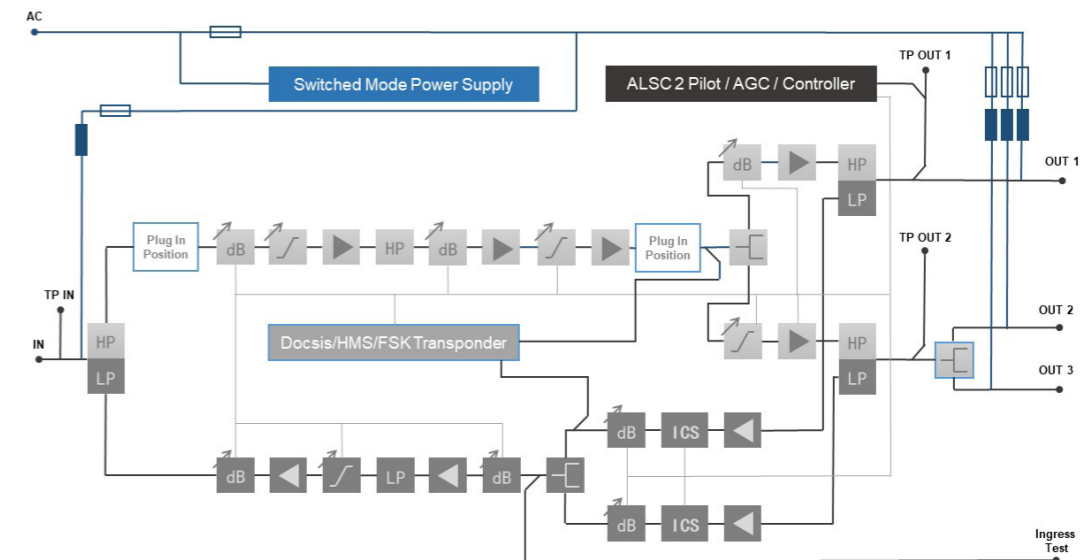 AC
TP OUT 1
Switched Mode Power Supply
ALSC 2 Pilot / AGC / Controller
OUT 1
dB
HP
LP
Plug In
Position
dB
HP
dB
Plug In
Position
TP OUT 2
TP IN
OUT 2
IN
HP
LP
Docsis/HMS/FSK Transponder
HP
LP
OUT 3
dB
ICS
dB
LP
dB
dB
ICS
Ingress
Test